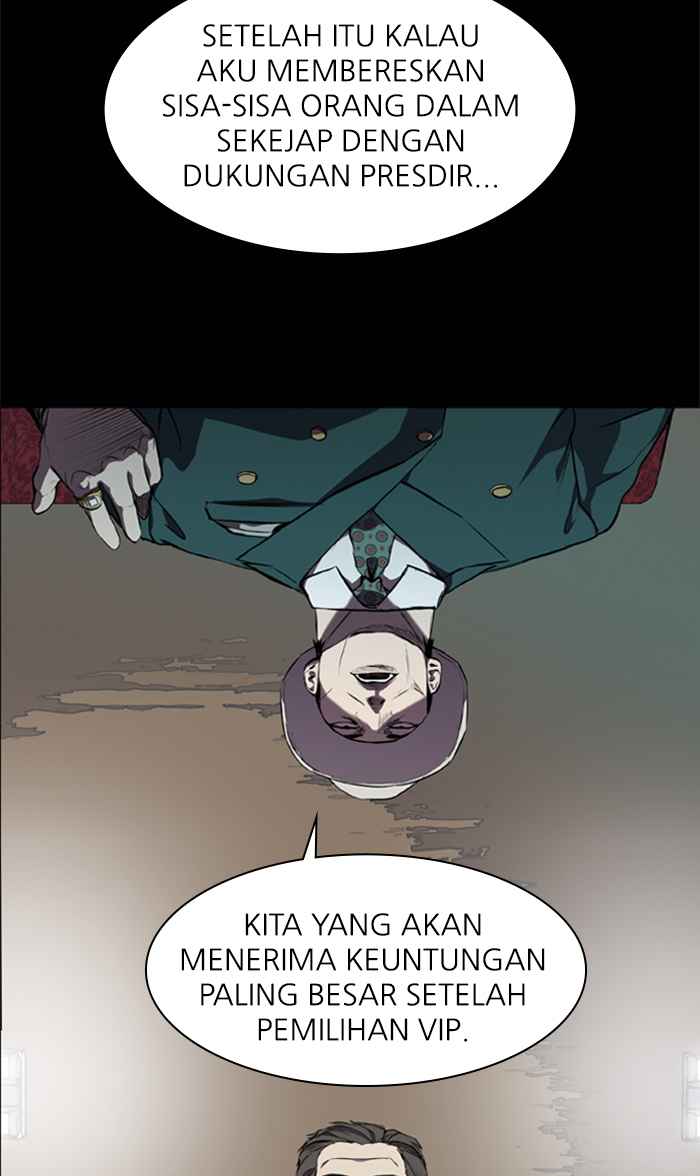 SETELAH ITU KALAU
AKU MEMBERESKAN
SISA-SISA ORANG DALAM
SEKEJAP DENGAN
DUKUNGAN PRESDIR...
KITA YANG AKAN
MENERIMA KEUNTUNGAN
PALING BESAR SETELAH
PEMILIHAN VIP.